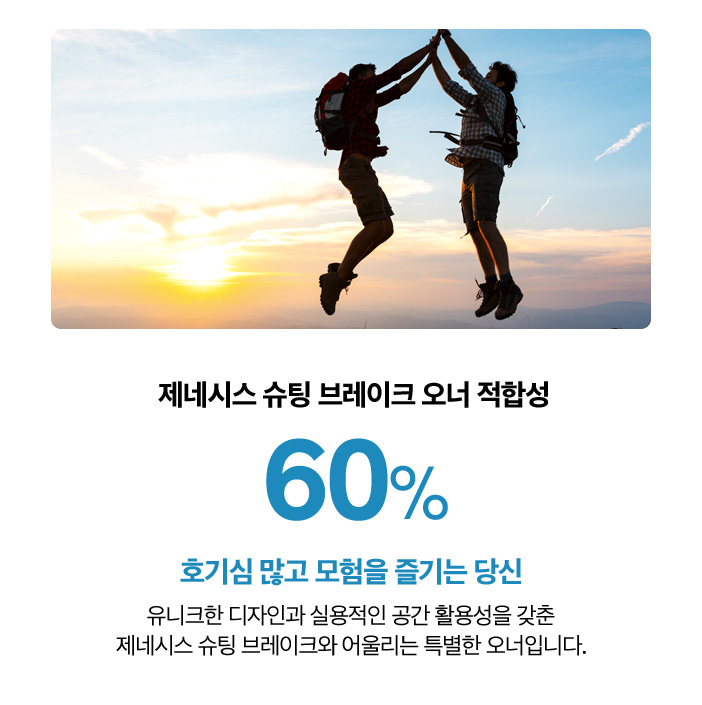 제네시스 슈팅 브레이크 오너 적합성
60%
호기심 많고 모험을 즐기는 당신
유니크한 디자인과 실용적인 공간 활용성을 갖춘
제네시스 슈팅 브레이크와 어울리는 특별한 오너입니다.